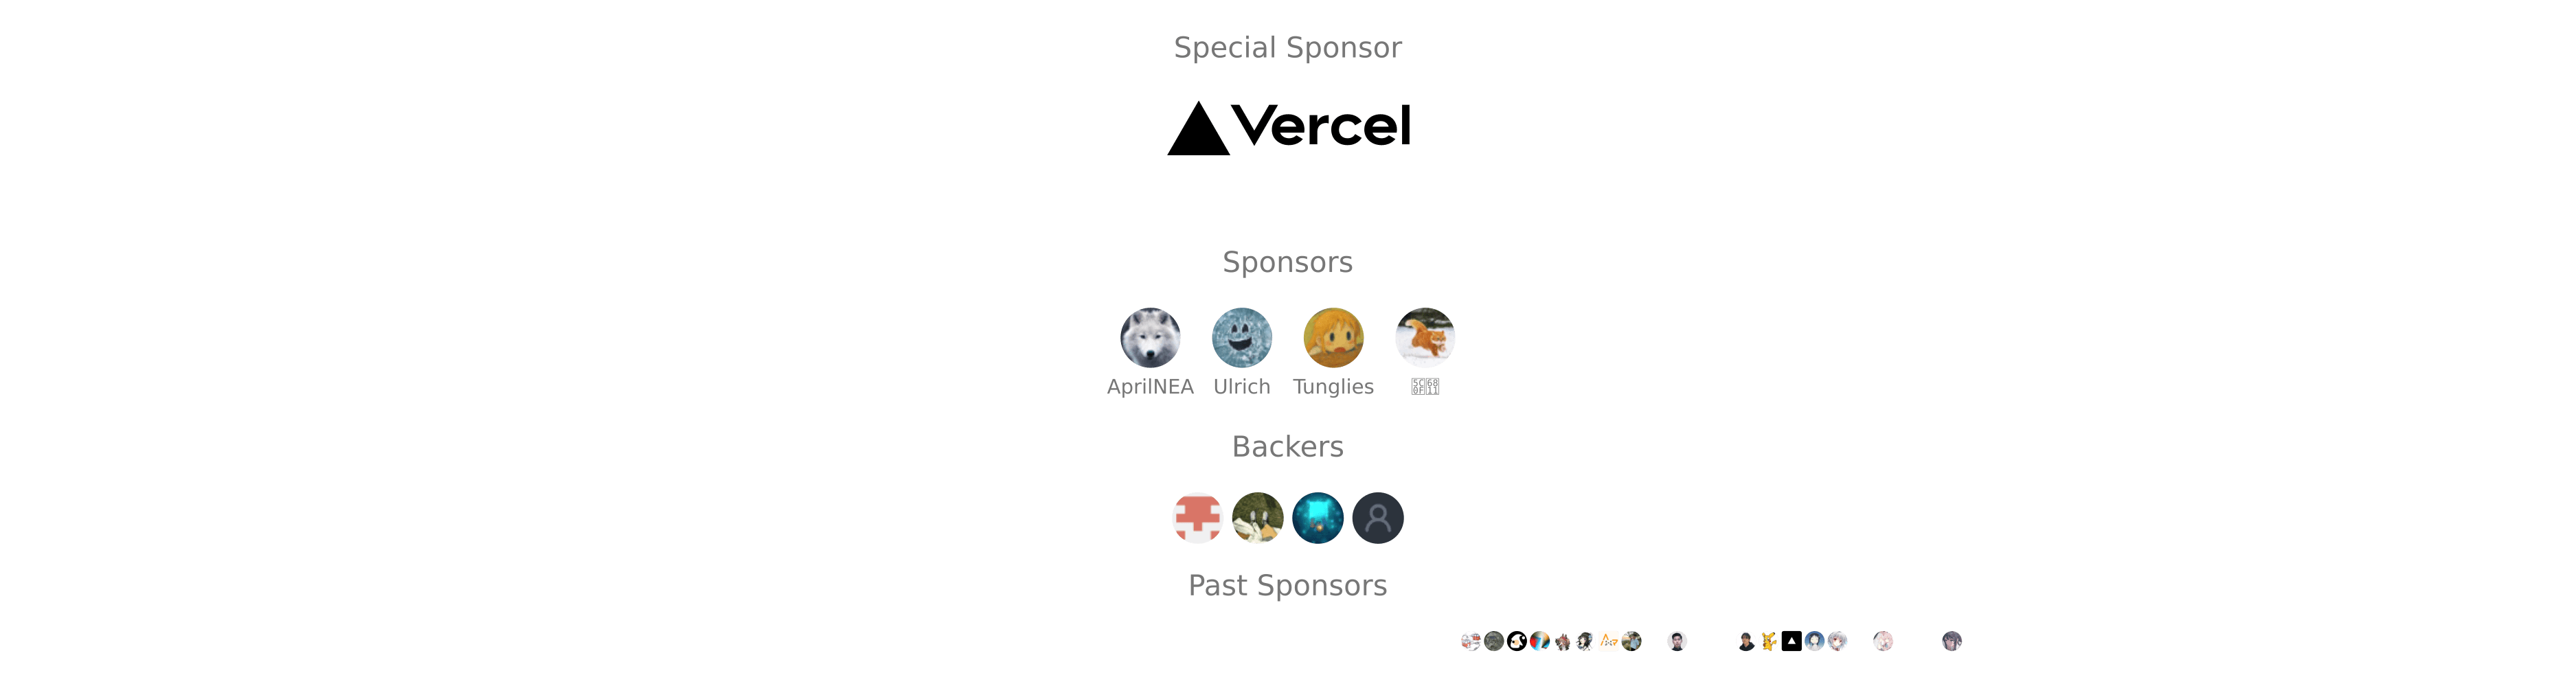 Special Sponsor
Vercel
Sponsors
AprilNEA Ulrich Tunglies
Backers
Past Sponsors